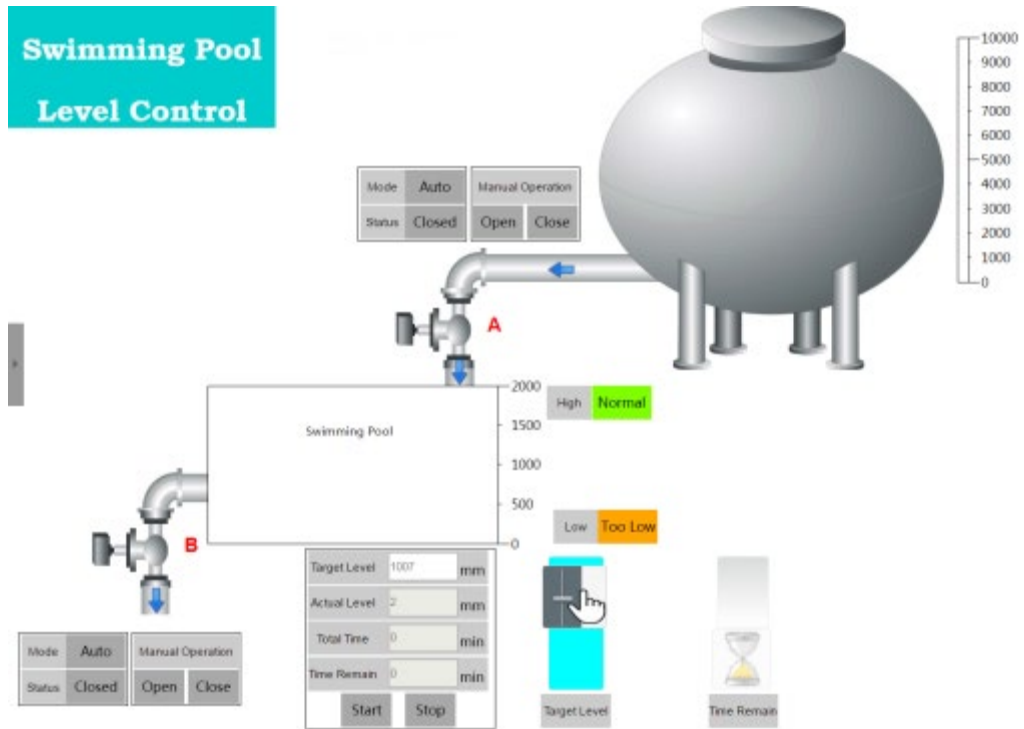 Swimming Pool
Level Control
10000
9000
8000
7000
6000
5000
4000
3000
2000
1000
0
Mode Auto Manual Operation
Status Closed Open Close
A
2000
1500
1000
500
0
High Normal
Swimming Pool
Low Too Low
B
Target Level 1007 mm
Actual Level 2 mm
Total Time 0 min
Time Remain 0 min
Start Stop
Mode Auto Manual Operation
Status Closed Open Close
Target Level
Time Remain